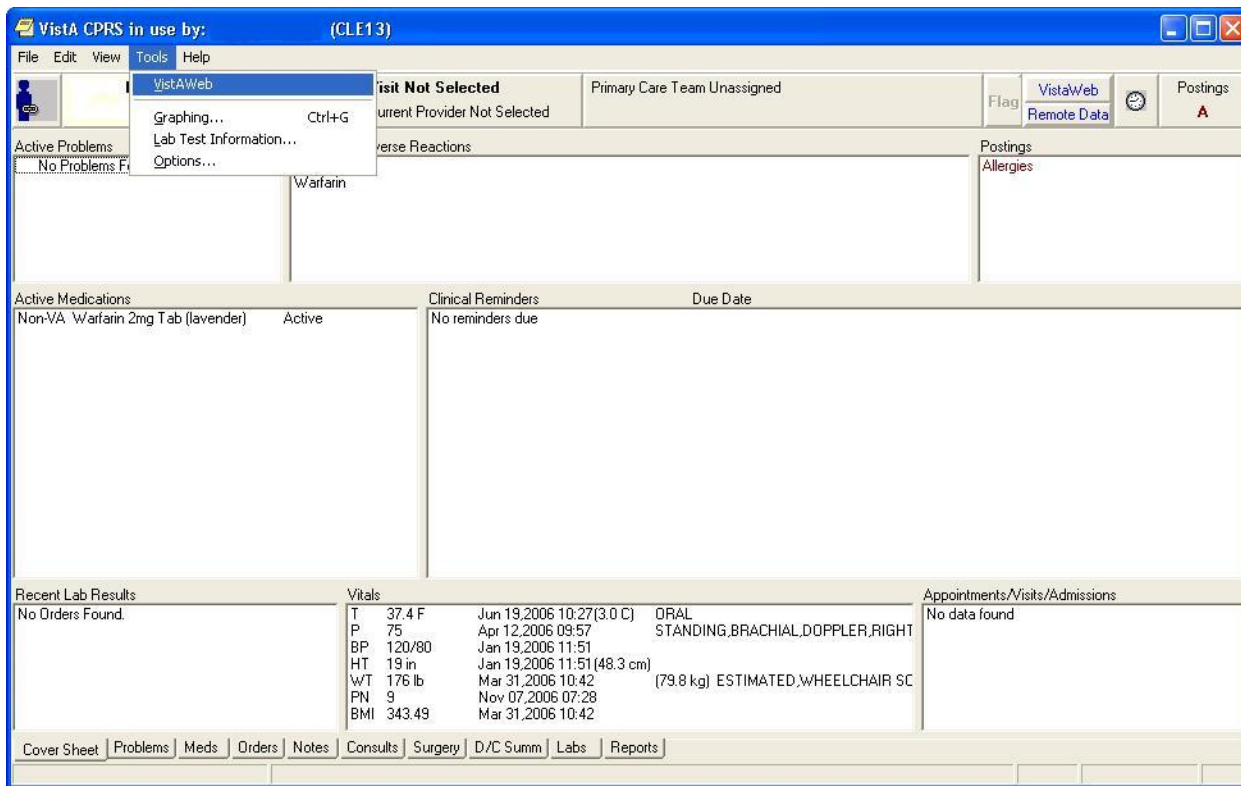 VistA CPRS in use by: (CLE13)
File Edit View Tools Help
VistAWeb
Graphing... Ctrl+G
Lab Test Information...
Options...
isit Not Selected
urrent Provider Not Selected
Primary Care Team Unassigned
Flag
VistaWeb
Remote Data
Postings
A
Active Problems
No Problems F
verse Reactions
Warfarin
Postings
Allergies
Active Medications
Non-VA Warfarin 2mg Tab (lavender) Active
Clinical Reminders Due Date
No reminders due
Recent Lab Results
No Orders Found.
Vitals
T 37.4 F Jun 19,2006 10:27(3.0 C) ORAL
P 75 Apr 12,2006 09:57 STANDING,BRACHIAL,DOPPLER,RIGHT
BP 120/80 Jan 19,2006 11:51
HT 19 in Jan 19,2006 11:51(48.3 cm)
WT 176 lb Mar 31,2006 10:42 (79.8 kg) ESTIMATED,WHEELCHAIR SC
PN 9 Nov 07,2006 07:28
BMI 343.49 Mar 31,2006 10:42
Appointments/Visits/Admissions
No data found
Cover Sheet Problems Meds Orders Notes Consults Surgery D/C Summ Labs Reports